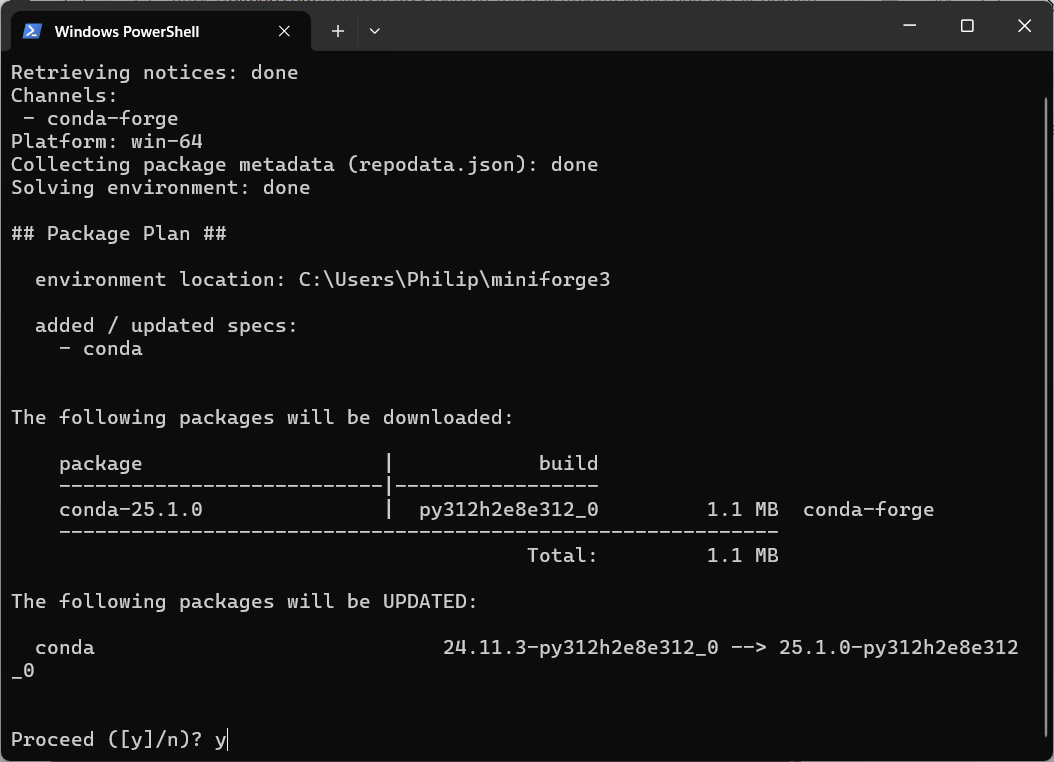 Windows PowerShell
Retrieving notices: done
Channels:
 - conda-forge
Platform: win-64
Collecting package metadata (repodata.json): done
Solving environment: done
## Package Plan ##
  environment location: C:\Users\Philip\miniforge3
  added / updated specs:
    - conda
The following packages will be downloaded:
    package                    |            build
    ---------------------------|-----------------
    conda-25.1.0               |  py312h2e8e312_0         1.1 MB  conda-forge
    ------------------------------------------------------------
                                           Total:         1.1 MB
The following packages will be UPDATED:
  conda                             24.11.3-py312h2e8e312_0 --> 25.1.0-py312h2e8e312
_0
Proceed ([y]/n)? y